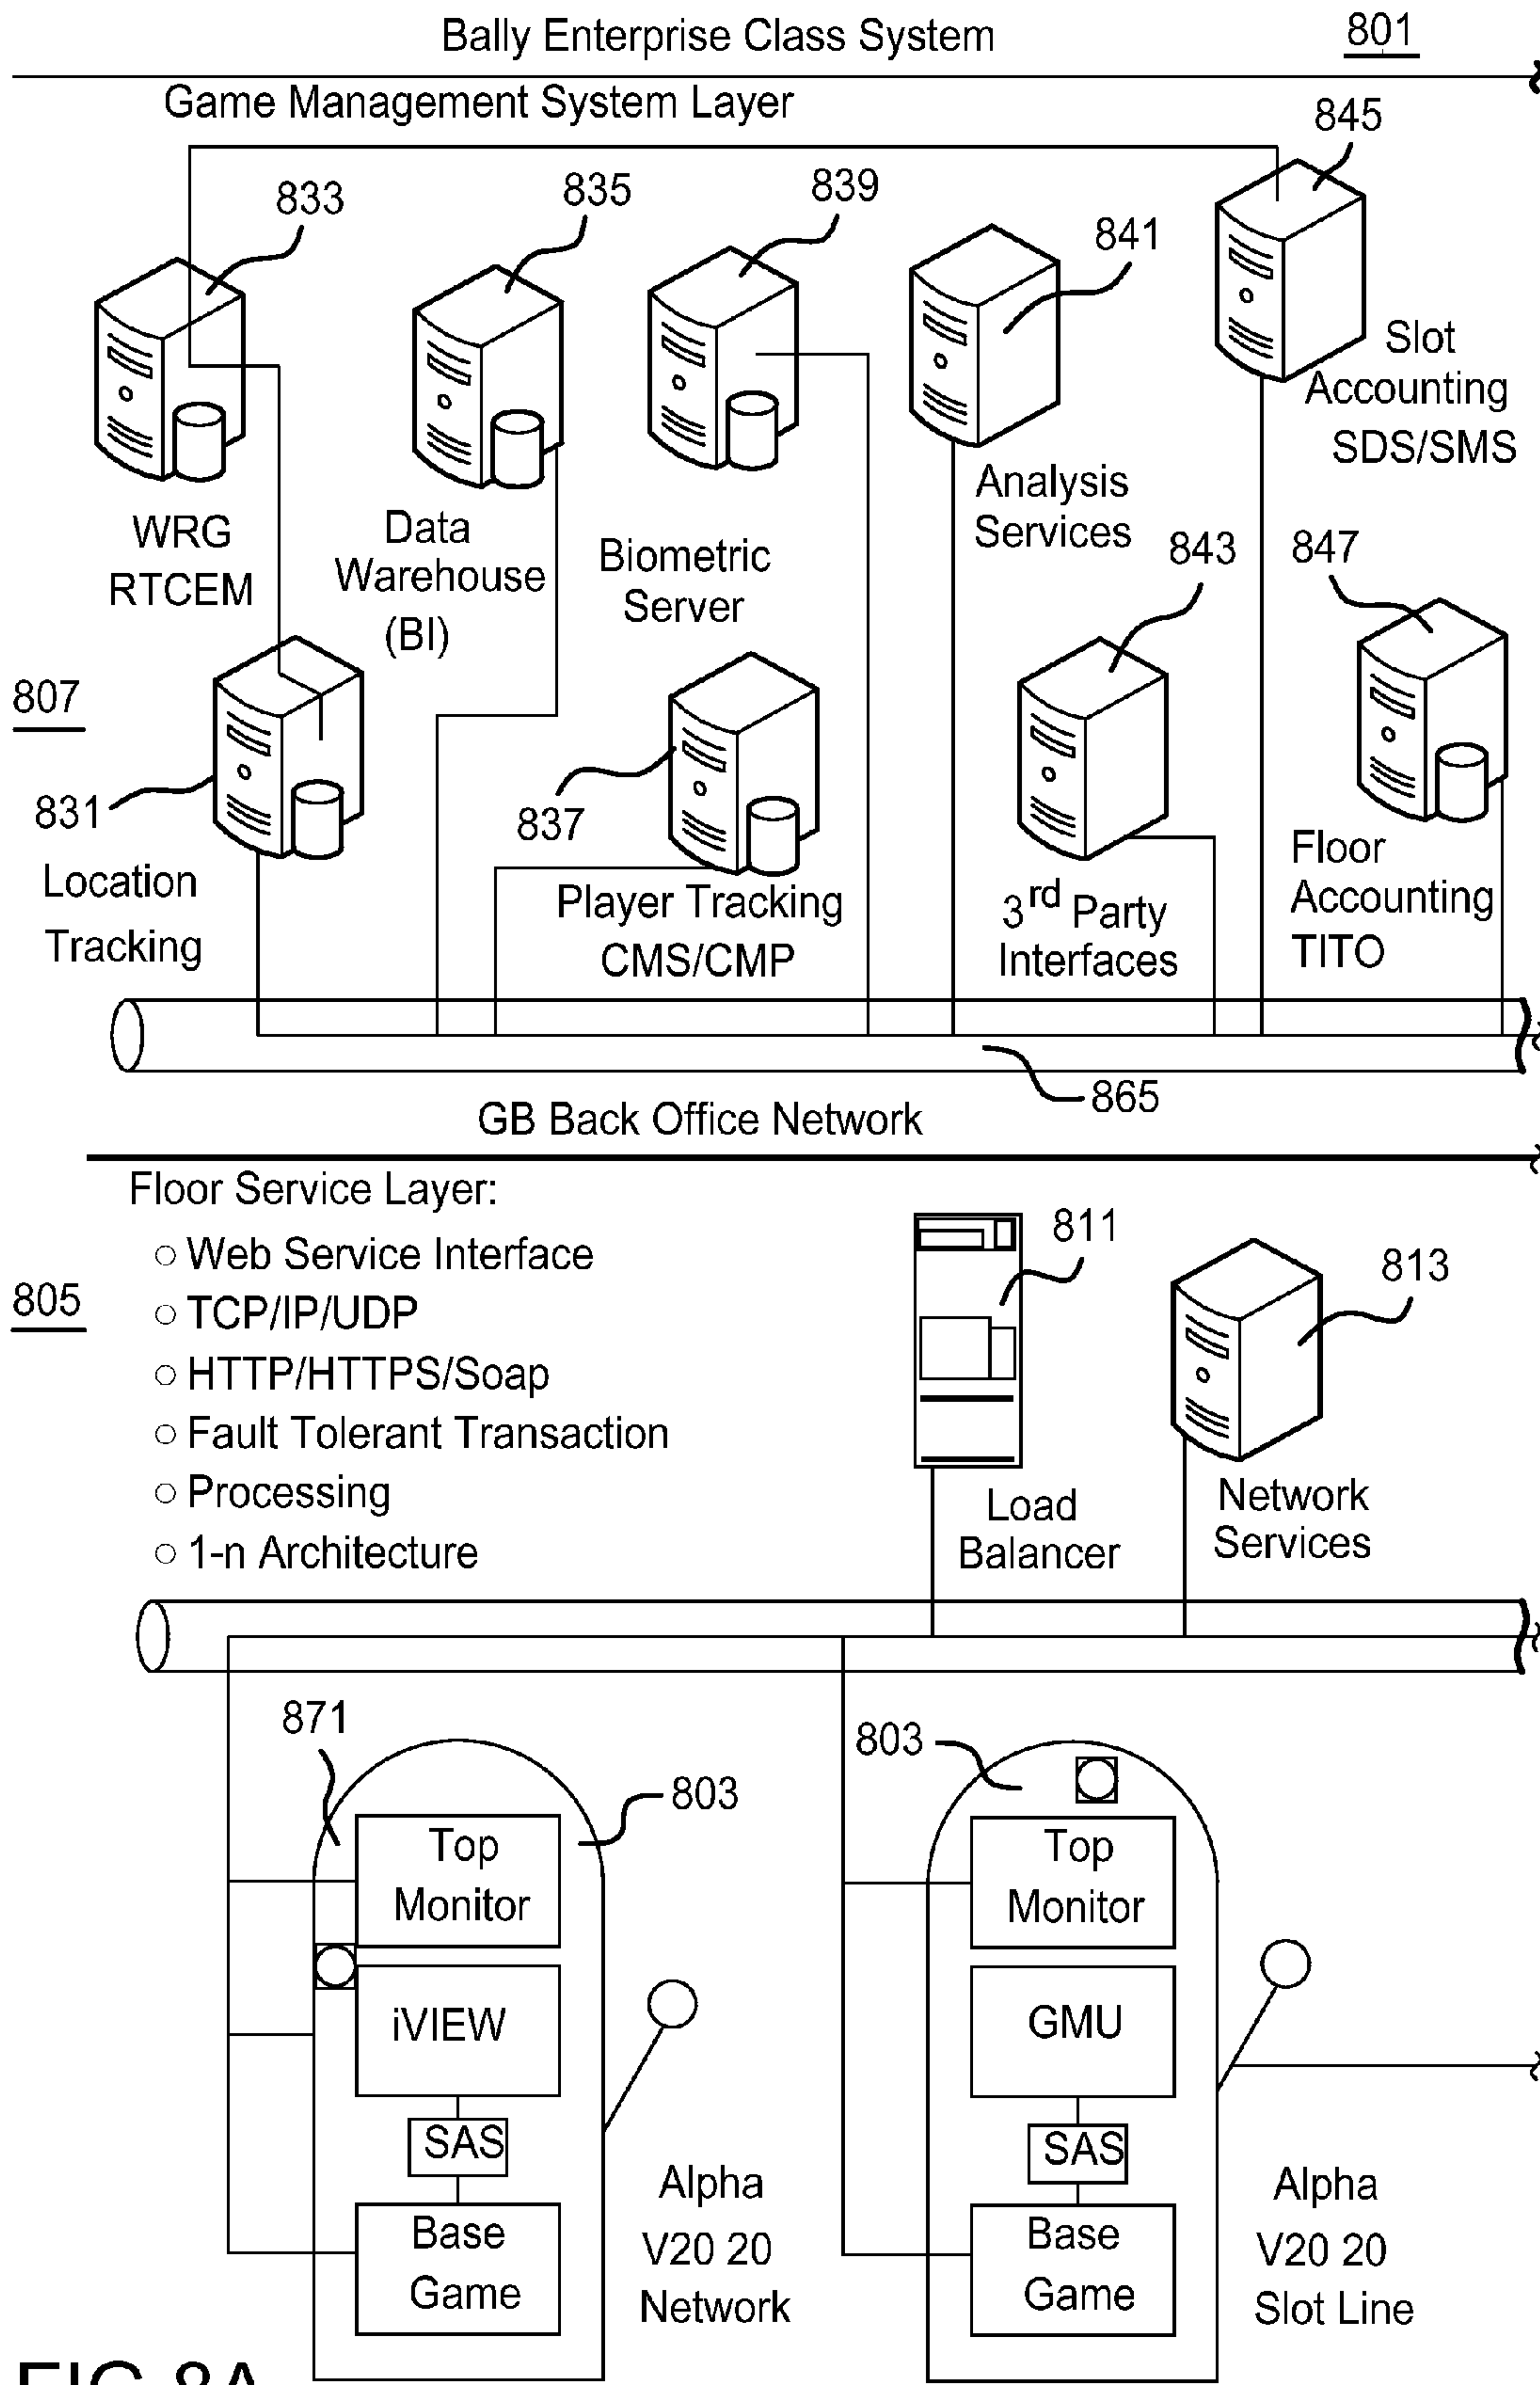 Bally Enterprise Class System
801
Game Management System Layer
845
833
835
839
841
Slot
Accounting
SDS/SMS
WRG
RTCEM
Data
Warehouse
(BI)
Biometric
Server
Analysis
Services
843
847
807
831
837
Location
Tracking
Player Tracking
CMS/CMP
3rd Party
Interfaces
Floor
Accounting
TITO
865
GB Back Office Network
Floor Service Layer:
○ Web Service Interface
○ TCP/IP/UDP
○ HTTP/HTTPS/Soap
○ Fault Tolerant Transaction
○ Processing
○ 1-n Architecture
805
811
813
Load
Balancer
Network
Services
871
803
Top
Monitor
iVIEW
SAS
Base
Game
Alpha
V20 20
Network
803
Top
Monitor
GMU
SAS
Base
Game
Alpha
V20 20
Slot Line
FIG 8A